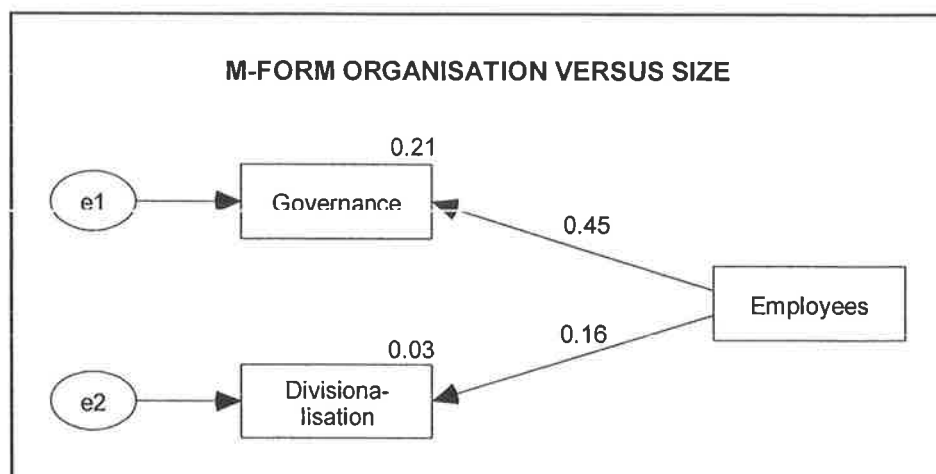 M-FORM ORGANISATION VERSUS SIZE
0.21
e1
Governance
0.45
Employees
0.16
0.03
e2
Divisiona-
lisation